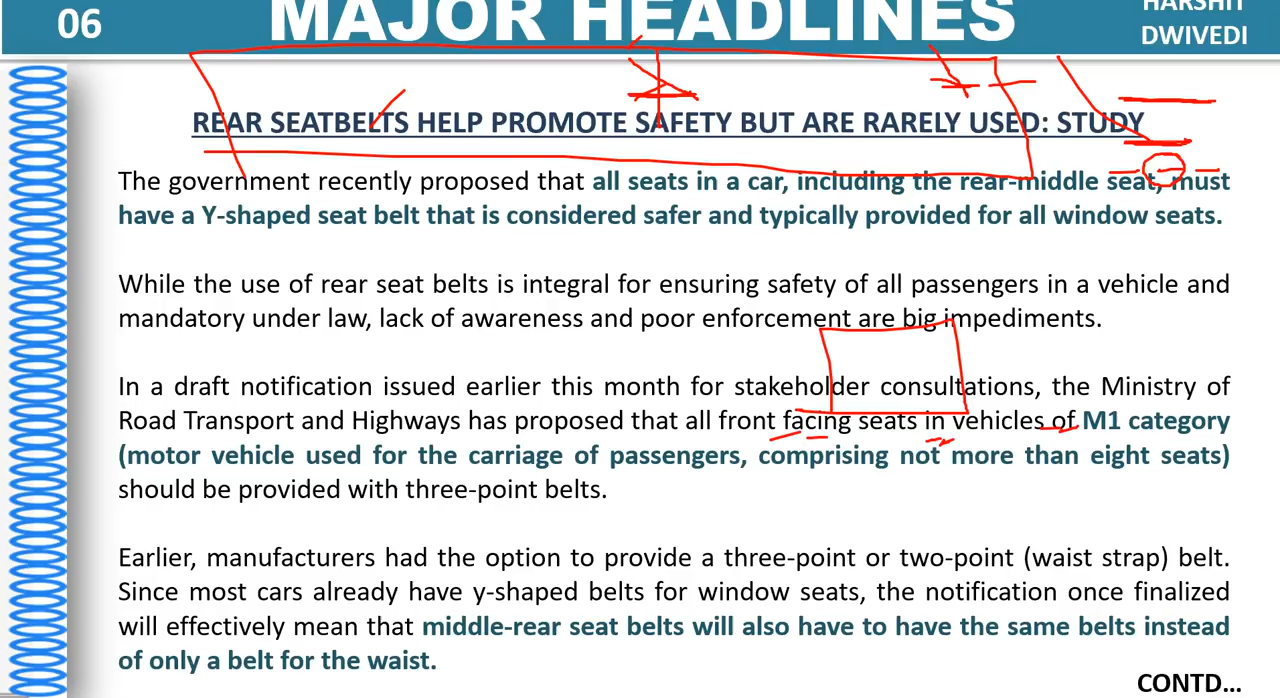 06
MAJOR HEADLINES
HARSHIT
DWIVEDI
REAR SEATBELTS HELP PROMOTE SAFETY BUT ARE RARELY USED: STUDY
The government recently proposed that all seats in a car, including the rear-middle seat, must
have a Y-shaped seat belt that is considered safer and typically provided for all window seats.
While the use of rear seat belts is integral for ensuring safety of all passengers in a vehicle and
mandatory under law, lack of awareness and poor enforcement are big impediments.
In a draft notification issued earlier this month for stakeholder consultations, the Ministry of
Road Transport and Highways has proposed that all front facing seats in vehicles of M1 category
(motor vehicle used for the carriage of passengers, comprising not more than eight seats)
should be provided with three-point belts.
Earlier, manufacturers had the option to provide a three-point or two-point (waist strap) belt.
Since most cars already have y-shaped belts for window seats, the notification once finalized
will effectively mean that middle-rear seat belts will also have to have the same belts instead
of only a belt for the waist.
CONTD...